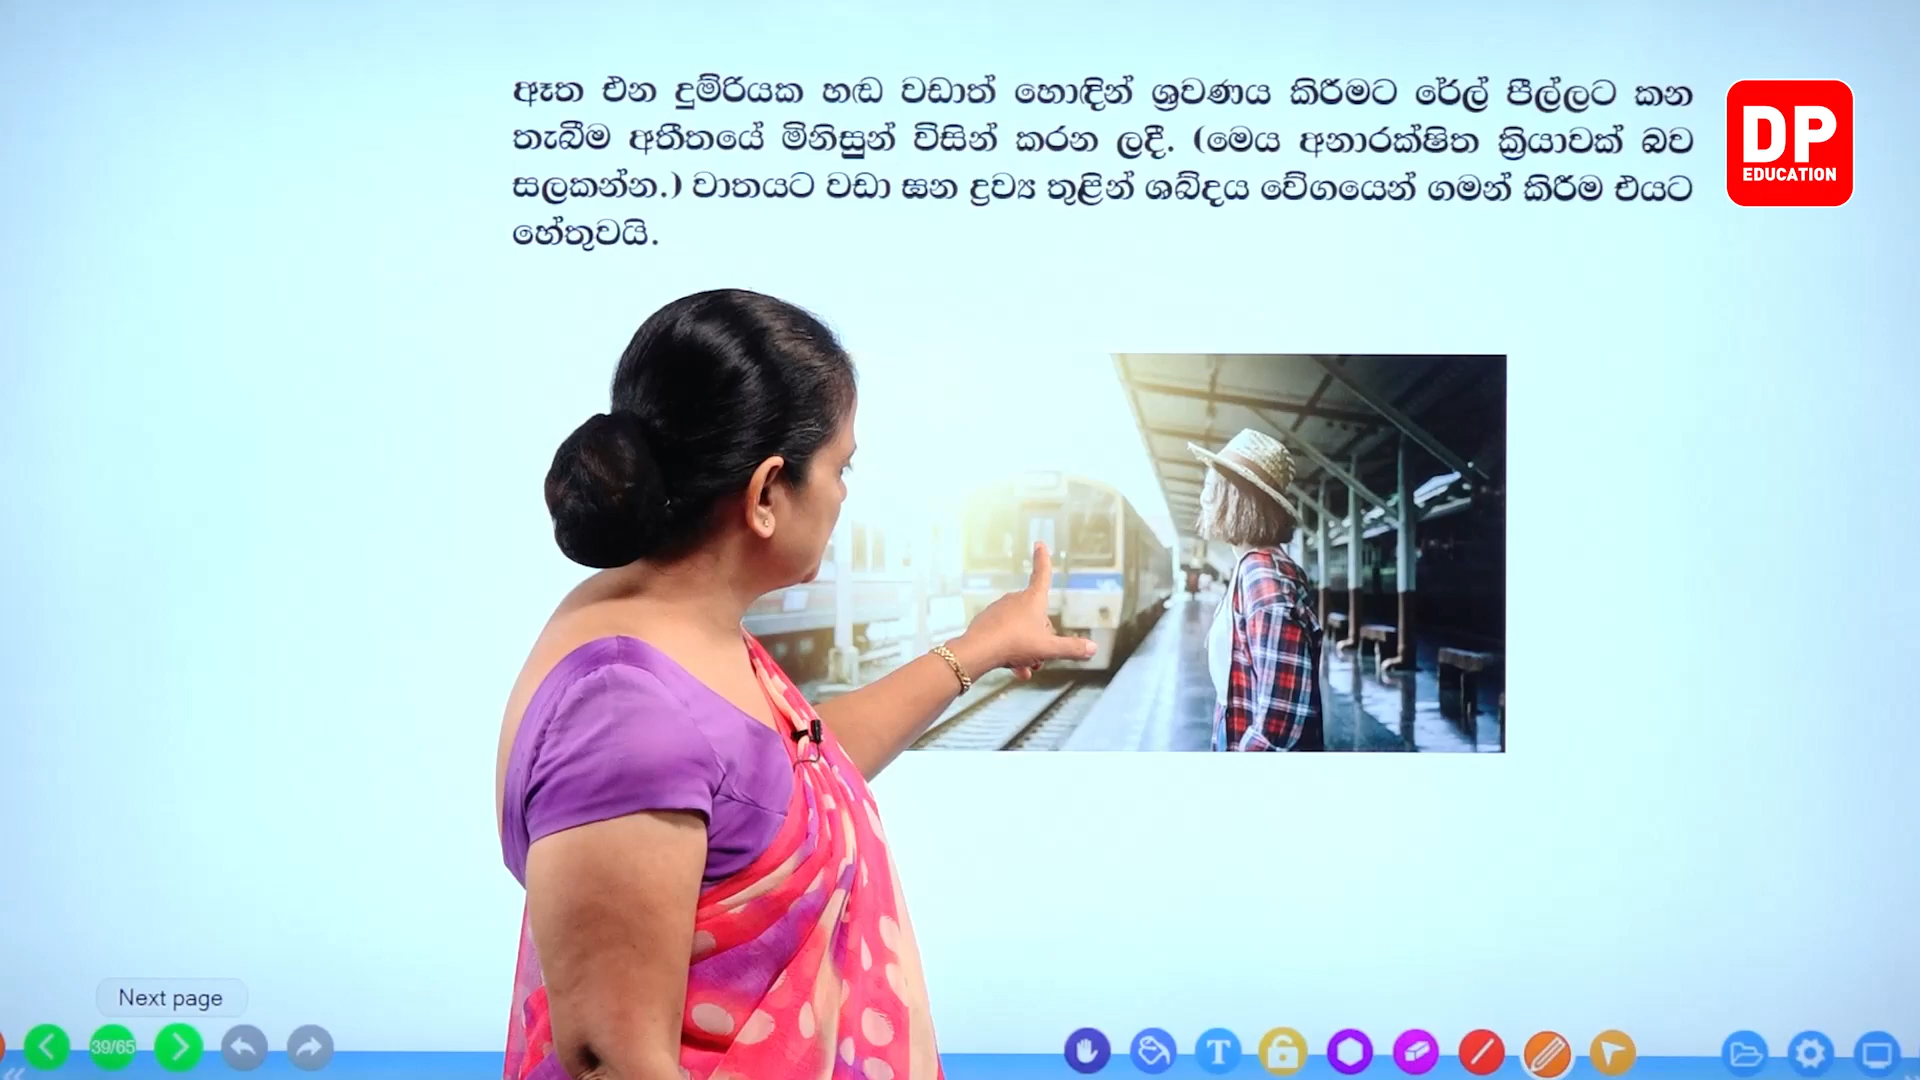 ඈත එන දුම්රියක හඬ වඩාත් හොඳින් ශ්‍රවණය කිරීමට රේල් පීල්ලට කන
තැබීම අතීතයේ මිනිසුන් විසින් කරන ලදී. (මෙය අනාරක්ෂිත ක්‍රියාවක් බව
සලකන්න.) වාතයට වඩා ඝන ද්‍රව්‍ය තුළින් ශබ්දය වේගයෙන් ගමන් කිරීම එයට
හේතුවයි.
DP
EDUCATION
Next page
39/65
T